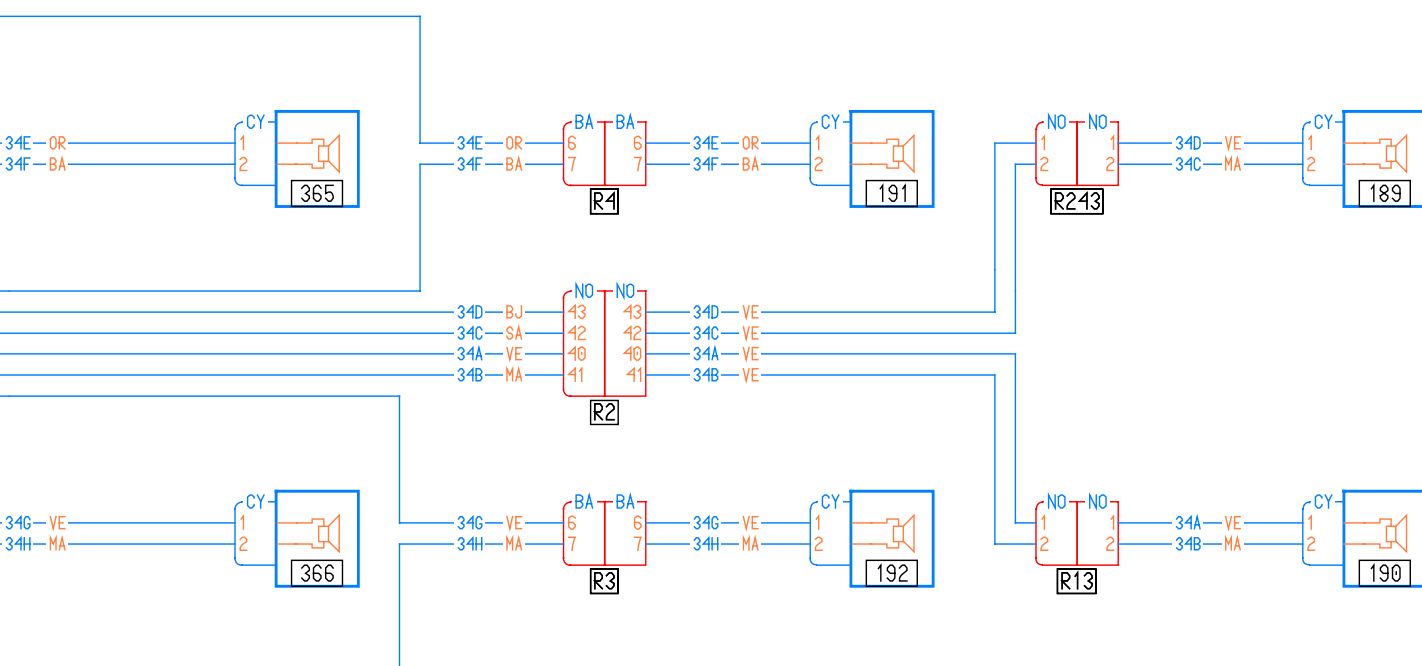 CY BA BA CY NO NO CY
34E OR 1 34E OR 6 6 34E OR 1 1 1 34D VE 1
34F BA 2 34F BA 7 7 34F BA 2 2 2 34C MA 2
365 R4 191 R243 189
NO NO
34D BJ 43 43 34D VE
34C SA 42 42 34C VE
34A VE 40 40 34A VE
34B MA 41 41 34B VE
R2
CY BA BA CY NO NO CY
34G VE 1 34G VE 6 6 34G VE 1 1 1 34A VE 1
34H MA 2 34H MA 7 7 34H MA 2 2 2 34B MA 2
366 R3 192 R13 190